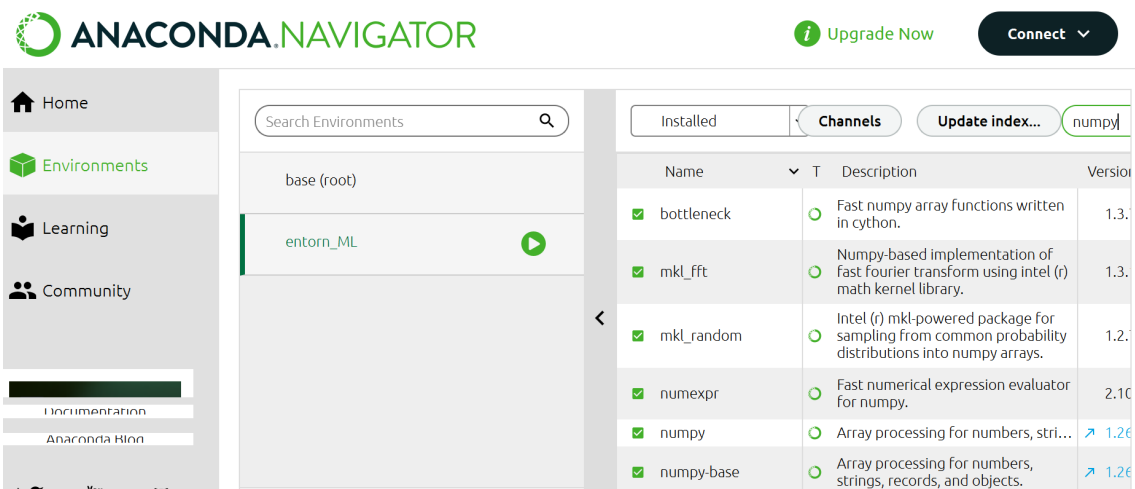 ANACONDA.NAVIGATOR
i Upgrade Now
Connect
Home
Environments
Learning
Community
Documentation
Anaconda Blog
Search Environments
base (root)
entorn_ML
Installed
Channels
Update index...
numpy
Name T Description Version
bottleneck
Fast numpy array functions written
in cython.
1.3.
mkl_fft
Numpy-based implementation of
fast fourier transform using intel (r)
math kernel library.
1.3.
mkl_random
Intel (r) mkl-powered package for
sampling from common probability
distributions into numpy arrays.
1.2.
numexpr
Fast numerical expression evaluator
for numpy.
2.10
numpy
Array processing for numbers, stri...
1.26
numpy-base
Array processing for numbers,
strings, records, and objects.
1.26